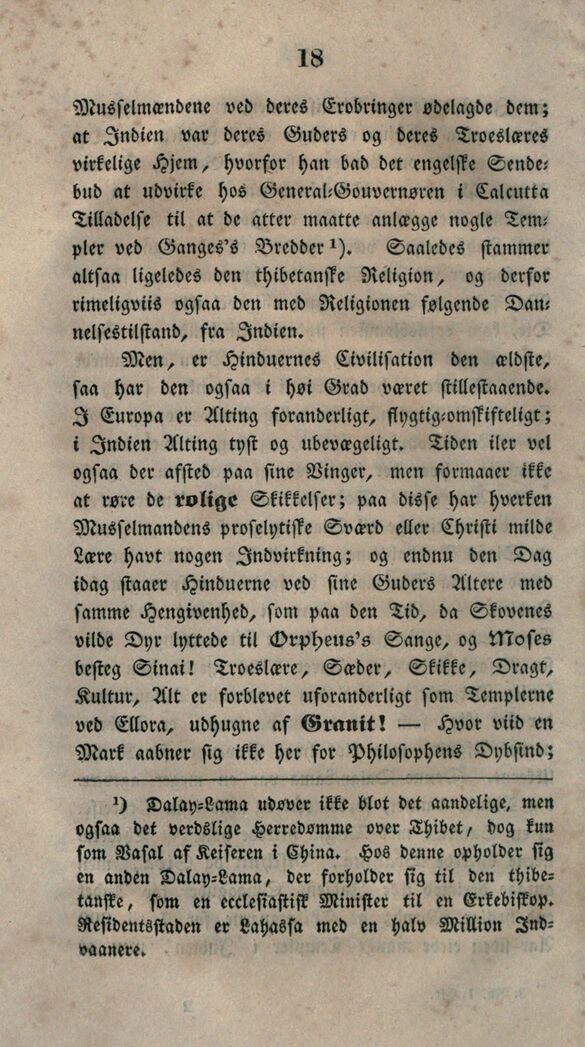 18
Musselmændene ved deres Erobringer ødelagde dem;
at Indien var deres Guders og deres Troeslæres
virkelige Hjem, hvorfor han bad det engelske Sende-
bud at udvirke hos General-Gouvernøren i Calcutta
Tilladelse til at de atter maatte anlægge nogle Tem-
pler ved Ganges's Bredder ¹). Saaledes stammer
altsaa ligeledes den thibetanske Religion, og derfor
rimeligviis ogsaa den med Religionen følgende Dan-
nelsestilstand, fra Indien.
Men, er Hinduernes Civilisation den ældste,
saa har den ogsaa i høi Grad været stillestaaende.
I Europa er Alting foranderligt, flygtig-omskifteligt;
i Indien Alting tyst og ubevægeligt. Tiden iler vel
ogsaa der afsted paa sine Vinger, men formaaer ikke
at røre de rolige Skikkelser; paa disse har hverken
Musselmandens proselytiske Sværd eller Christi milde
Lære havt nogen Indvirkning; og endnu den Dag
idag staaer Hinduerne ved sine Guders Altere med
samme Hengivenhed, som paa den Tid, da Skovenes
vilde Dyr lyttede til Orpheus's Sange, og Moses
besteg Sinai! Troeslære, Sæder, Skikke, Dragt,
Kultur, Alt er forblevet uforanderligt som Templerne
ved Ellora, udhugne af Granit! — Hvor viid en
Mark aabner sig ikke her for Philosophens Dybsind;
¹) Dalay-Lama udøver ikke blot det aandelige, men
ogsaa det verdslige Herredømme over Thibet, dog kun
som Vasal af Keiseren i China. Hos denne opholder sig
en anden Dalay-Lama, der forholder sig til den thibe-
tanske, som en ecclesiastisk Minister til en Erkebiskop.
Residentsstaden er Lahassa med en halv Million Ind-
vaanere.